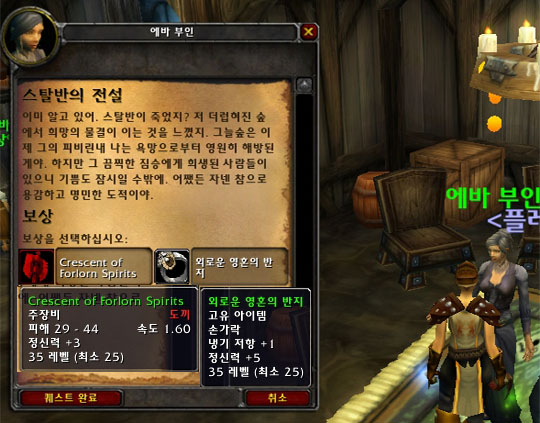 에바 부인
스탈반의 전설
이미 알고 있어. 스탈반이 죽었지? 저 더럽혀진 숲
에서 희망의 물결이 이는 것을 느꼈지. 그늘숲은 이
제 그의 피비린내 나는 욕망으로부터 영원히 해방된
게야. 하지만 그 끔찍한 짐승에게 희생된 사람들이
있으니 기쁨도 잠시일 수밖에. 어쨌든 자넨 참으로
용감하고 명민한 도적이야.
보상
보상을 선택하십시오:
Crescent of
Forlorn Spirits
외로운 영혼의 반
지
Crescent of Forlorn Spirits
주장비 도끼
피해 29 - 44 속도 1.60
정신력 +3
35 레벨 (최소 25)
외로운 영혼의 반지
고유 아이템
손가락
냉기 저항 +1
정신력 +5
35 레벨 (최소 25)
퀘스트 완료
취소
에바 부인
<플레